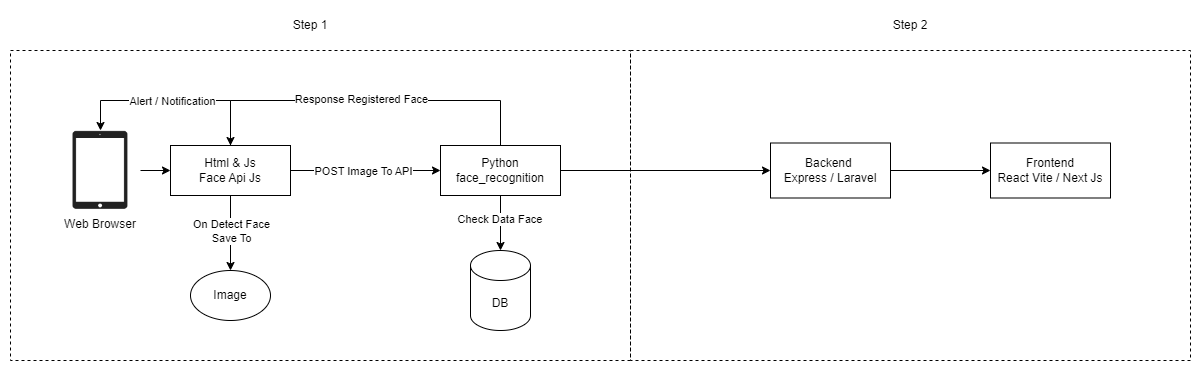 Step 1
Step 2
Alert / Notification
Response Registered Face
Html & Js
Face Api Js
POST Image To API
Python
face_recognition
Backend
Express / Laravel
Frontend
React Vite / Next Js
Web Browser
On Detect Face
Save To
Check Data Face
Image
DB